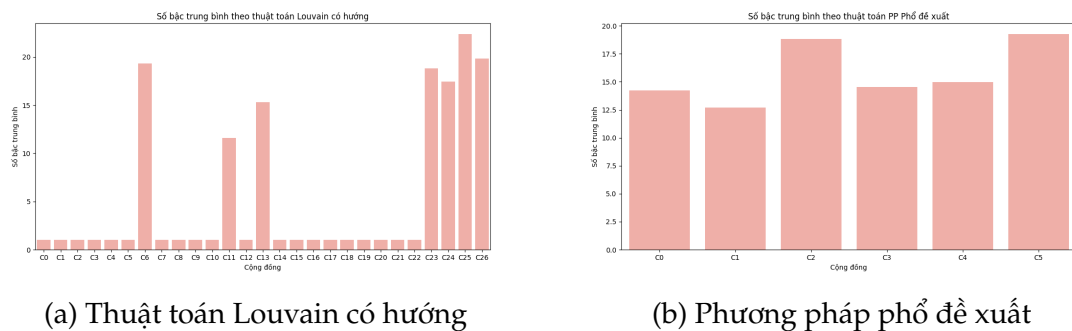 Số bậc trung bình theo thuật toán Louvain có hướng
Số bậc trung bình
20
15
10
5
0
C0 C1 C2 C3 C4 C5 C6 C7 C8 C9 C10 C11 C12 C13 C14 C15 C16 C17 C18 C19 C20 C21 C22 C23 C24 C25 C26
Cộng đồng
(a) Thuật toán Louvain có hướng
Số bậc trung bình theo thuật toán PP Phổ đề xuất
Số bậc trung bình
20.0
17.5
15.0
12.5
10.0
7.5
5.0
2.5
0.0
C0 C1 C2 C3 C4 C5
Cộng đồng
(b) Phương pháp phổ đề xuất